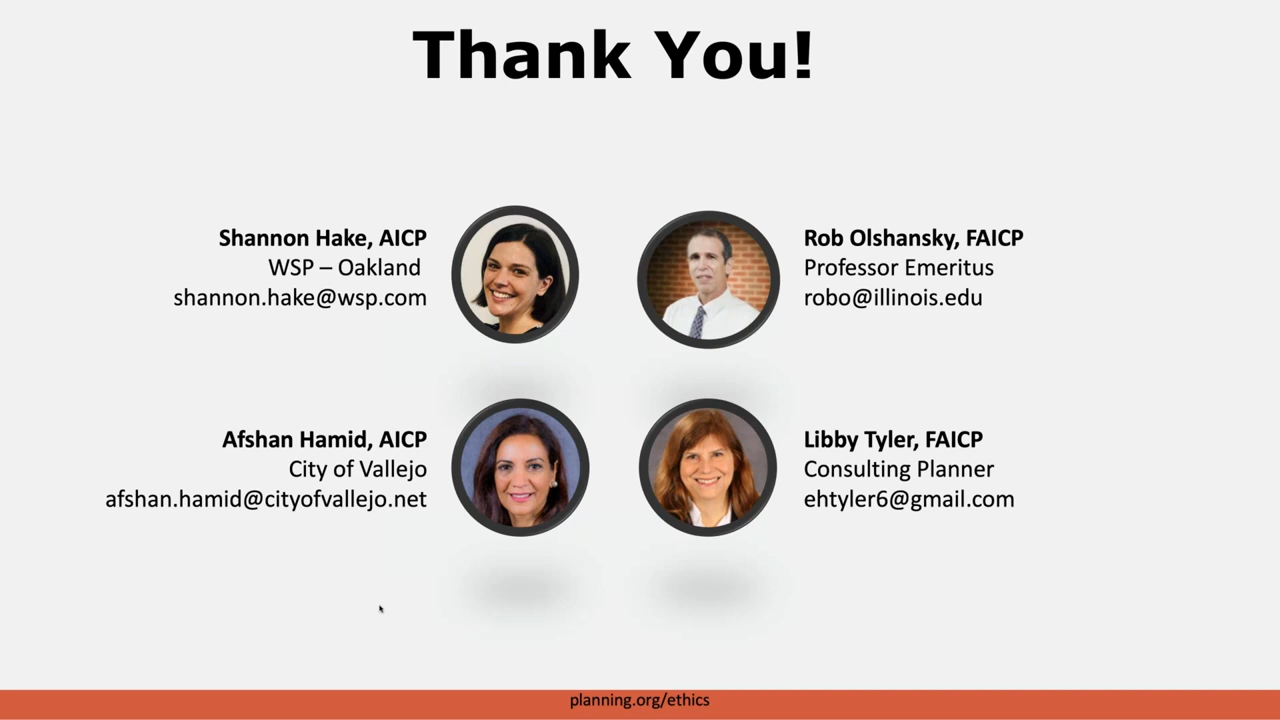 Thank You!
Shannon Hake, AICP
WSP – Oakland
shannon.hake@wsp.com
Rob Olshansky, FAICP
Professor Emeritus
robo@illinois.edu
Afshan Hamid, AICP
City of Vallejo
afshan.hamid@cityofvallejo.net
Libby Tyler, FAICP
Consulting Planner
ehtyler6@gmail.com
planning.org/ethics